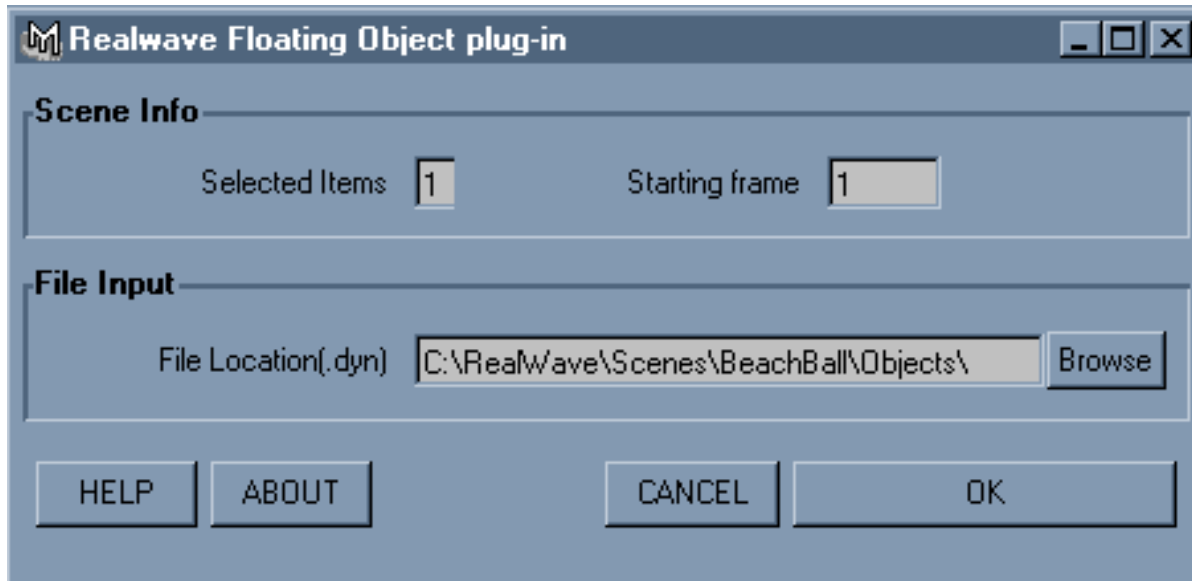 Realwave Floating Object plug-in
Scene Info
Selected Items 1 Starting frame 1
File Input
File Location(.dyn) C:\RealWave\Scenes\BeachBall\Objects\ Browse
HELP ABOUT CANCEL OK